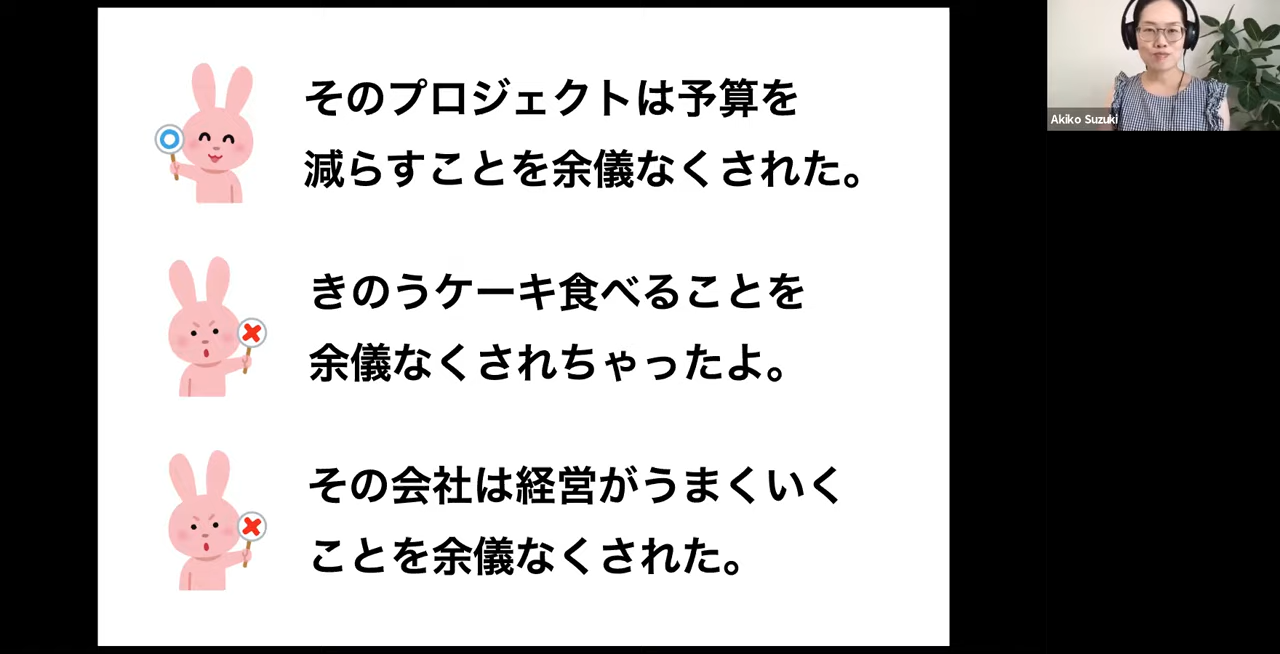 そのプロジェクトは予算を
減らすことを余儀なくされた。
きのうケーキ食べることを
余儀なくされちゃったよ。
その会社は経営がうまくいく
ことを余儀なくされた。
Akiko Suzuki